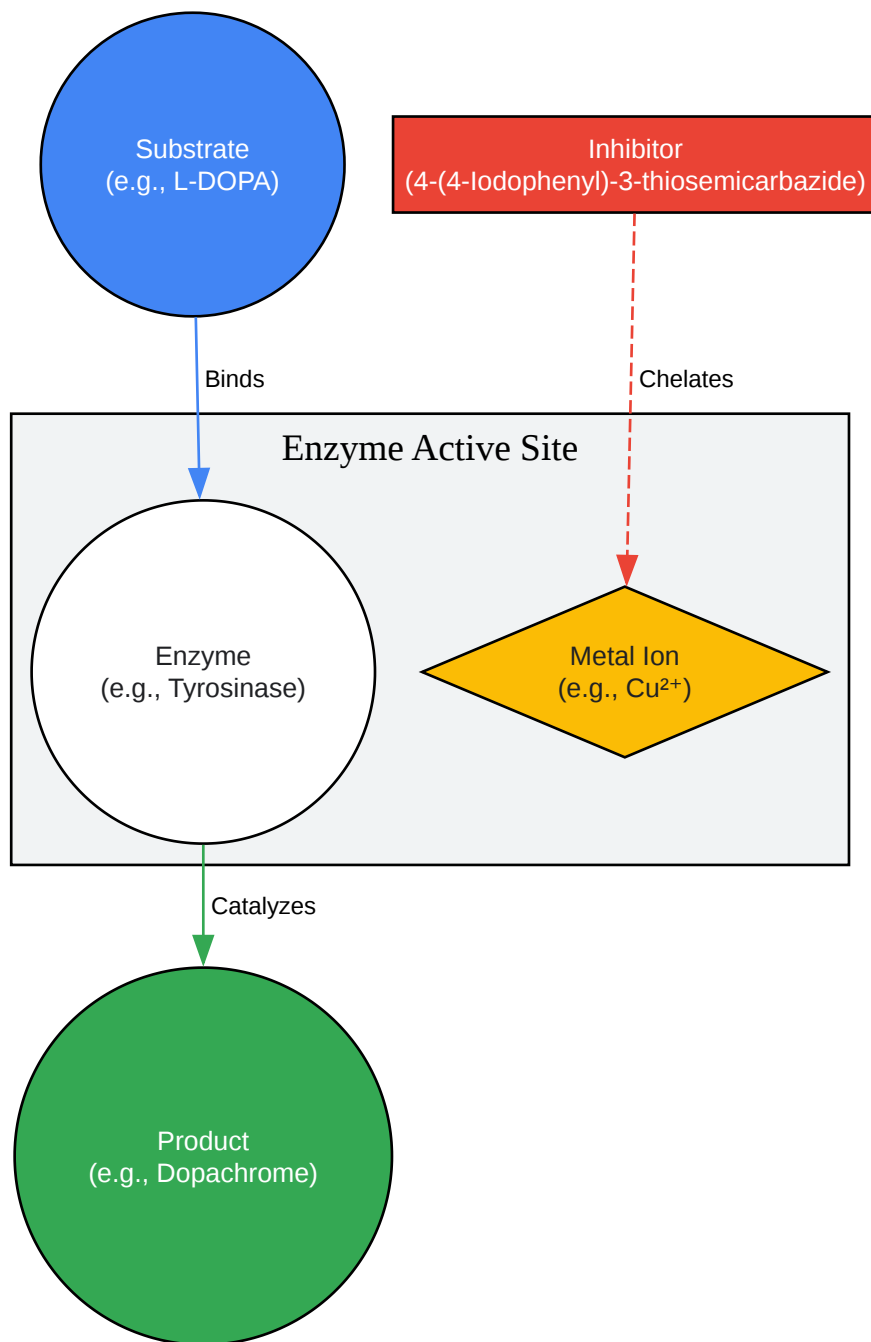 Substrate
(e.g., L-DOPA)
Inhibitor
(4-(4-Iodophenyl)-3-thiosemicarbazide)
Binds
Chelates
Enzyme Active Site
Enzyme
(e.g., Tyrosinase)
Metal Ion
(e.g., Cu²⁺)
Catalyzes
Product
(e.g., Dopachrome)